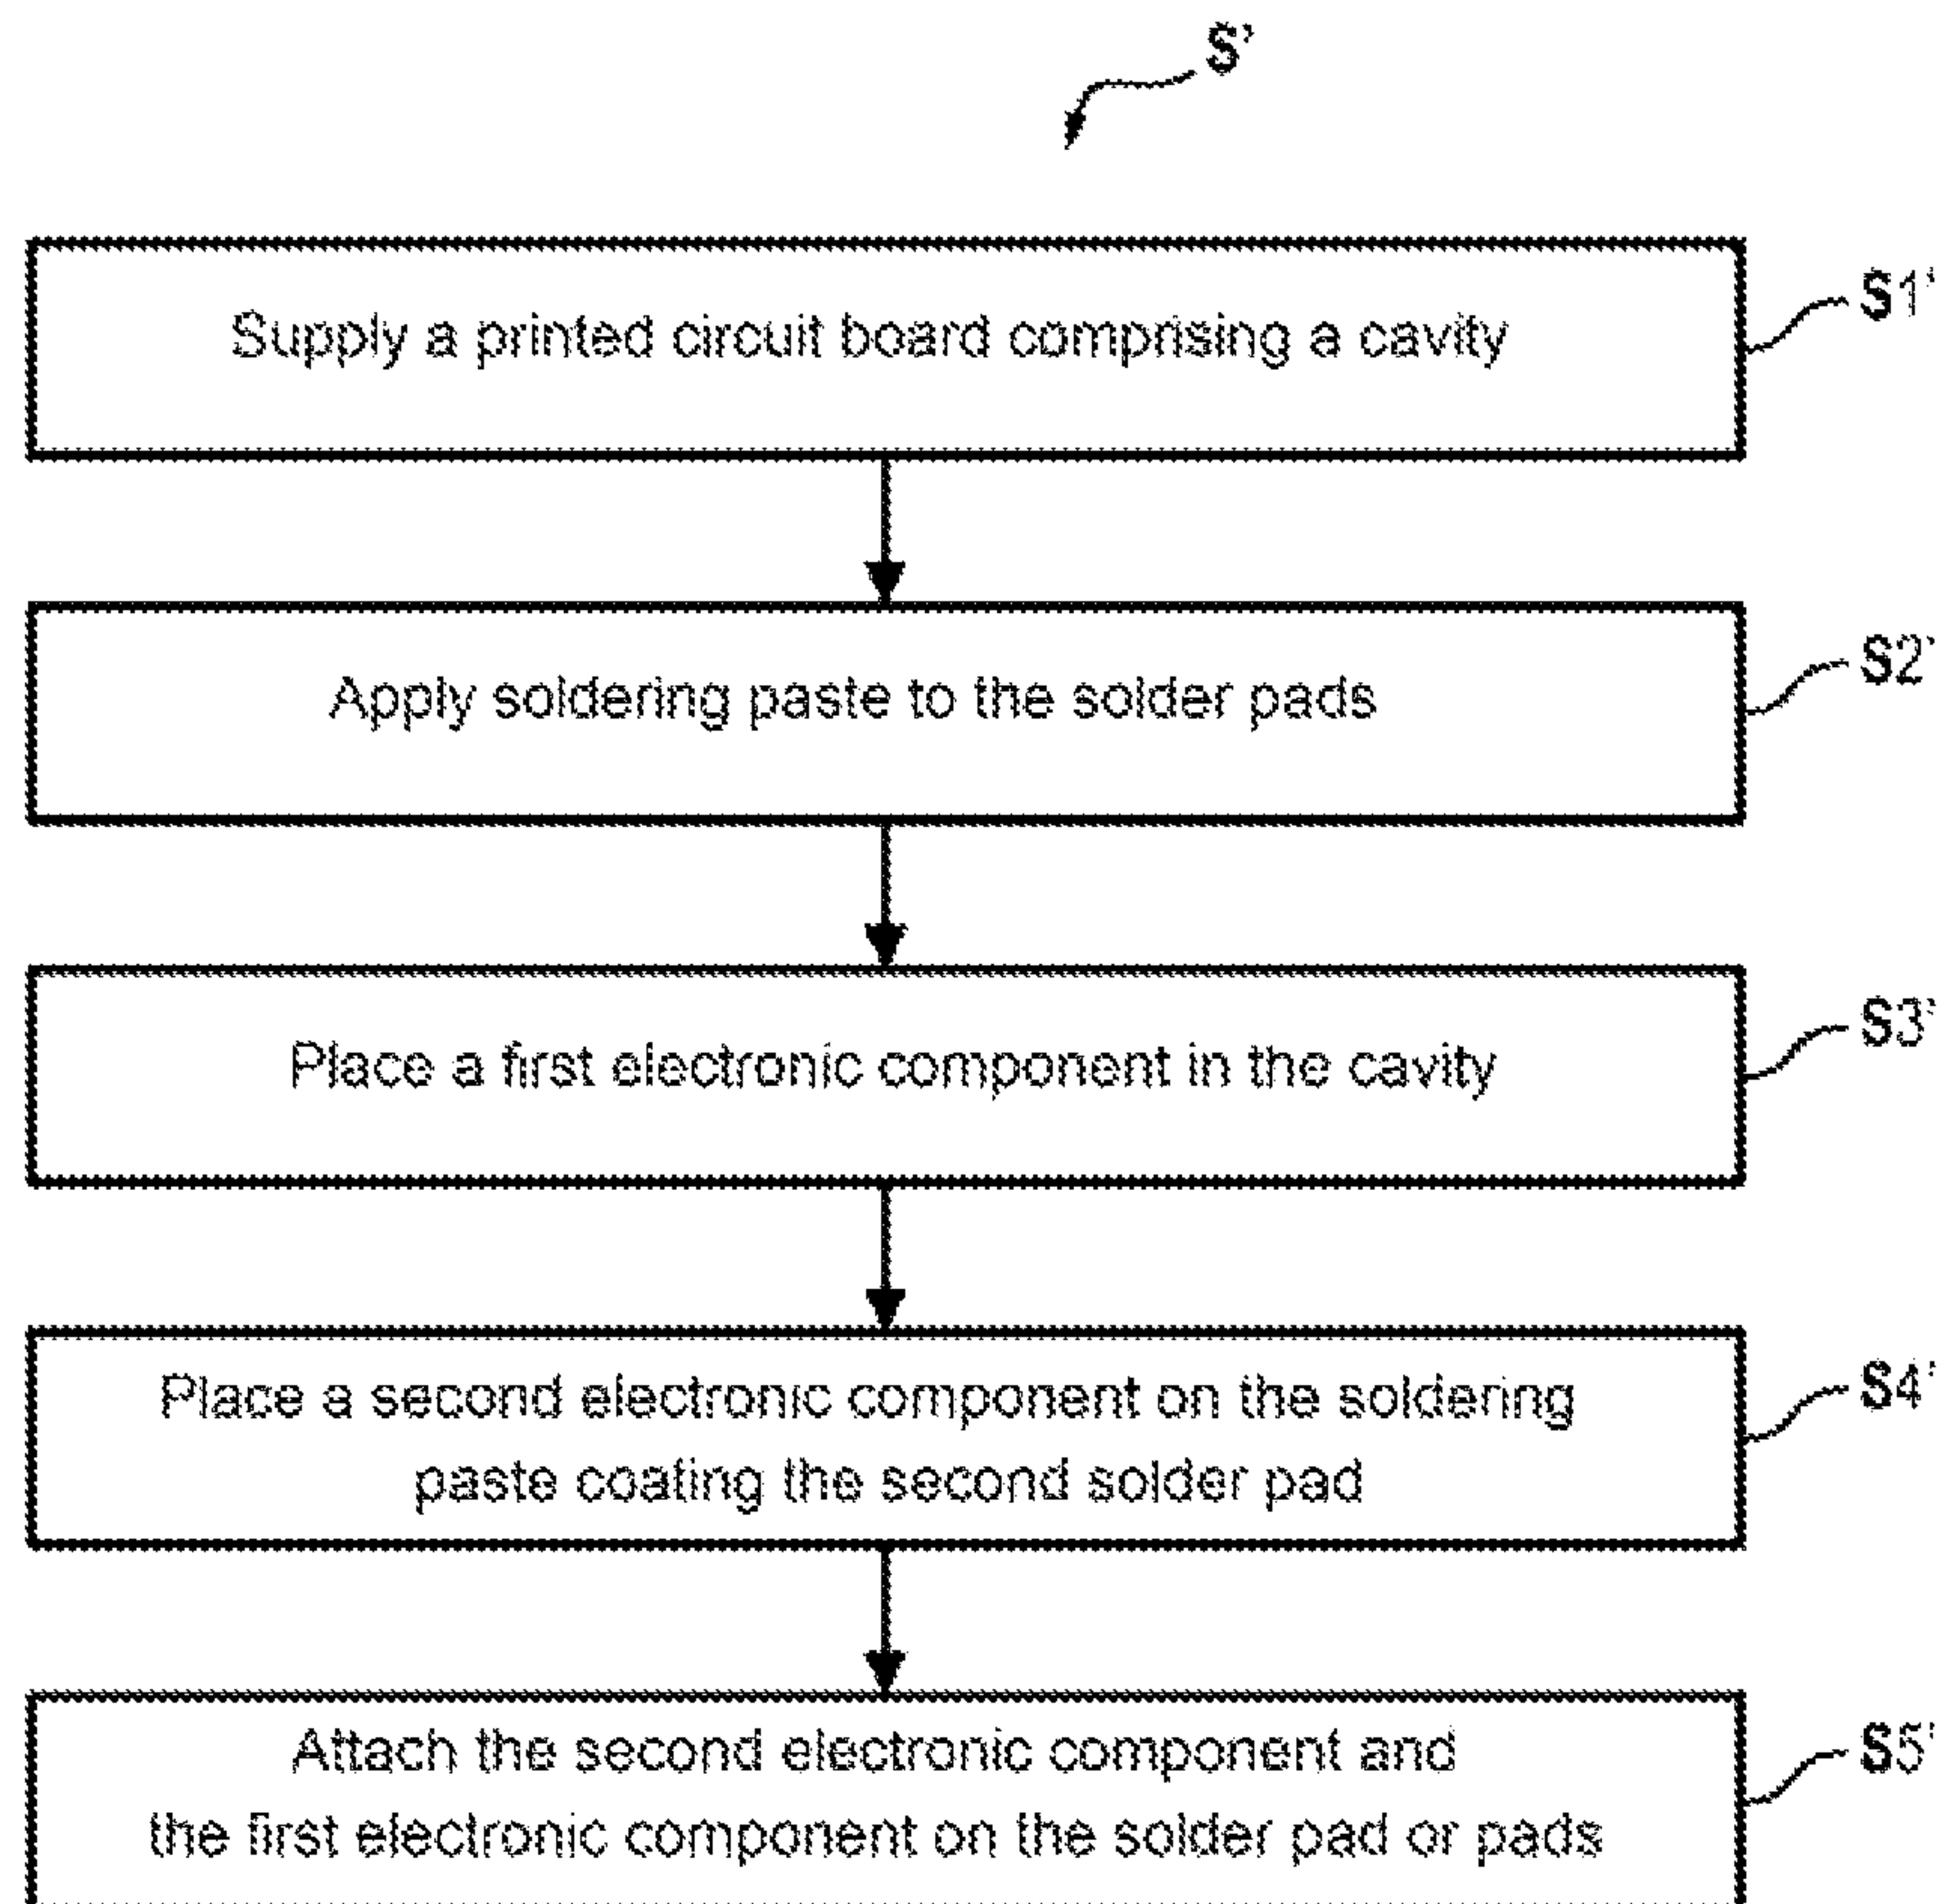 S'
Supply a printed circuit board comprising a cavity
S1'
Apply soldering paste to the solder pads
S2'
Place a first electronic component in the cavity
S3'
Place a second electronic component on the soldering
paste coating the second solder pad
S4'
Attach the second electronic component and
the first electronic component on the solder pad or pads
S5'